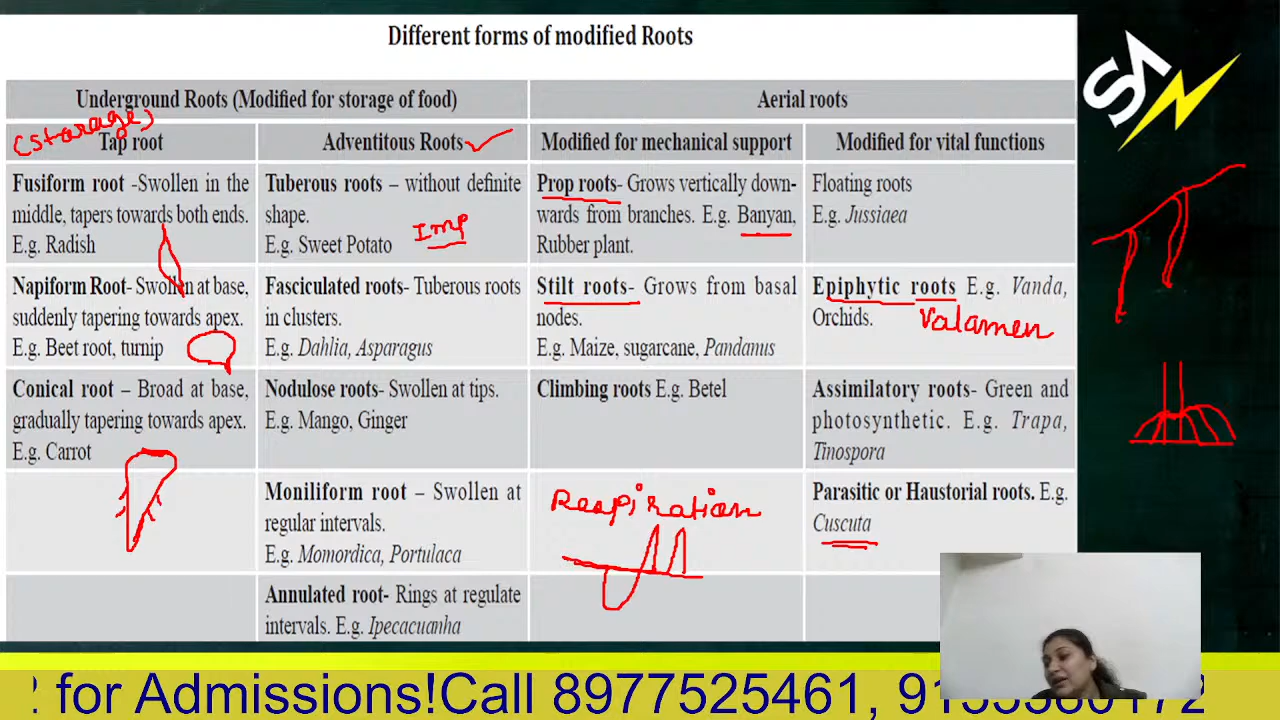 Different forms of modified Roots
Underground Roots (Modified for storage of food)
Aerial roots
(Storage)
Tap root
Adventitous Roots
Modified for mechanical support
Modified for vital functions
Fusiform root -Swollen in the
middle, tapers towards both ends.
E.g. Radish
Tuberous roots – without definite
shape.
E.g. Sweet Potato
Imp
Prop roots- Grows vertically down-
wards from branches. E.g. Banyan,
Rubber plant.
Floating roots
E.g. Jussiaea
Napiform Root- Swollen at base,
suddenly tapering towards apex.
E.g. Beet root, turnip
Fasciculated roots- Tuberous roots
in clusters.
E.g. Dahlia, Asparagus
Stilt roots- Grows from basal
nodes.
E.g. Maize, sugarcane, Pandanus
Epiphytic roots E.g. Vanda,
Orchids.
Valamen
Conical root – Broad at base,
gradually tapering towards apex.
E.g. Carrot
Nodulose roots- Swollen at tips.
E.g. Mango, Ginger
Climbing roots E.g. Betel
Assimilatory roots- Green and
photosynthetic. E.g. Trapa,
Tinospora
Moniliform root – Swollen at
regular intervals.
E.g. Momordica, Portulaca
Respiration
Parasitic or Haustorial roots. E.g.
Cuscuta
Annulated root- Rings at regulate
intervals. E.g. Ipecacuanha
SAN
for Admissions!Call 8977525461,